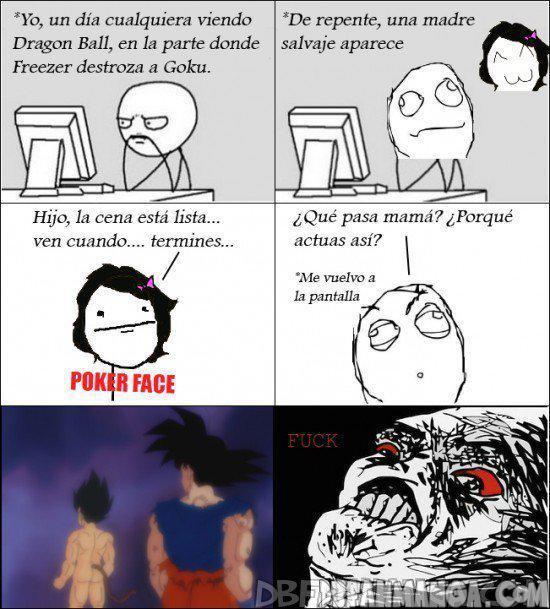 *Yo, un día cualquiera viendo
Dragon Ball, en la parte donde
Freezer destroza a Goku.
*De repente, una madre
salvaje aparece
Hijo, la cena está lista...
ven cuando.... termines...
POKER FACE
¿Qué pasa mamá? ¿Porqué
actuas así?
*Me vuelvo a
la pantalla
FUCK